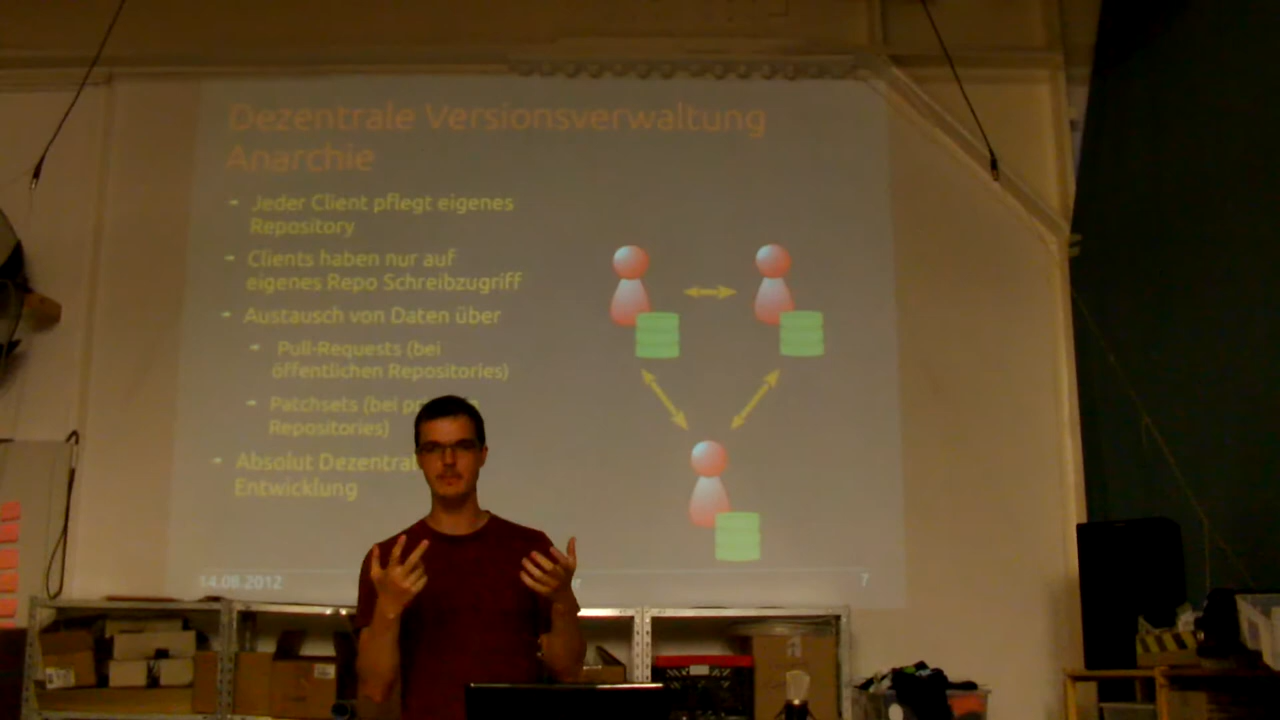 Dezentrale Versionsverwaltung
Anarchie
Jeder Client pflegt eigenes
Repository
Clients haben nur auf
eigenes Repo Schreibzugriff
Austausch von Daten über
Pull-Requests (bei
öffentlichen Repositories)
Patchsets (bei
Repositories)
Absolut Dezentral
Entwicklung
14.08.2012
7